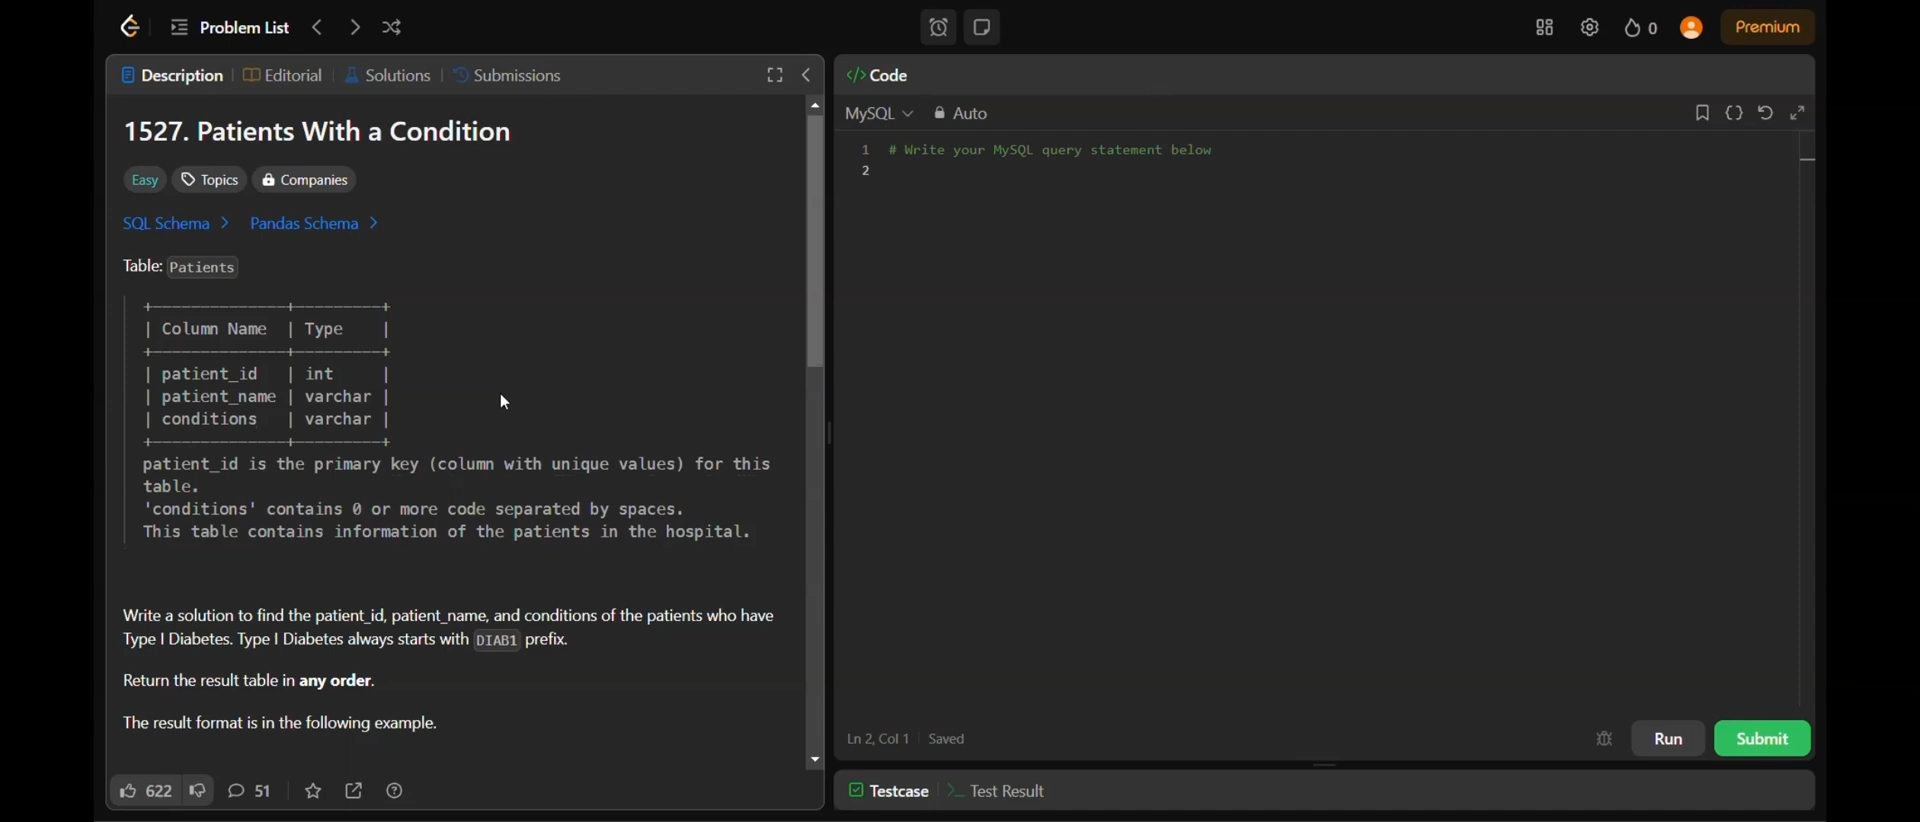 Problem List
0
Premium
Description
Editorial
Solutions
Submissions
1527. Patients With a Condition
Easy
Topics
Companies
SQL Schema
Pandas Schema
Table: Patients
+---------------+---------+
| Column Name | Type |
+---------------+---------+
| patient_id | int |
| patient_name | varchar |
| conditions | varchar |
+---------------+---------+
patient_id is the primary key (column with unique values) for this
table.
'conditions' contains 0 or more code separated by spaces.
This table contains information of the patients in the hospital.
Write a solution to find the patient_id, patient_name, and conditions of the patients who have
Type I Diabetes. Type I Diabetes always starts with DIAB1 prefix.
Return the result table in any order.
The result format is in the following example.
622
51
</> Code
MySQL
Auto
{}
1 # Write your MySQL query statement below
2
Ln 2, Col 1
Saved
Run
Submit
Testcase
>_ Test Result